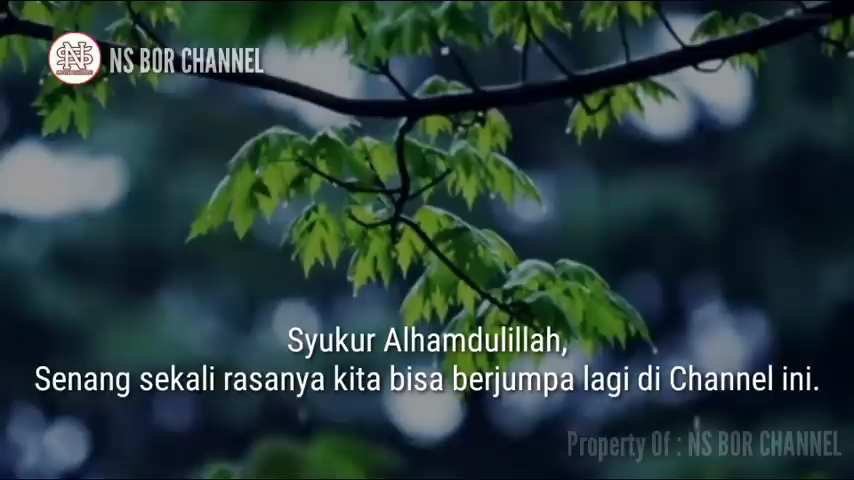 NS BOR CHANNEL
Syukur Alhamdulillah,
Senang sekali rasanya kita bisa berjumpa lagi di Channel ini.
Property Of : NS BOR CHANNEL